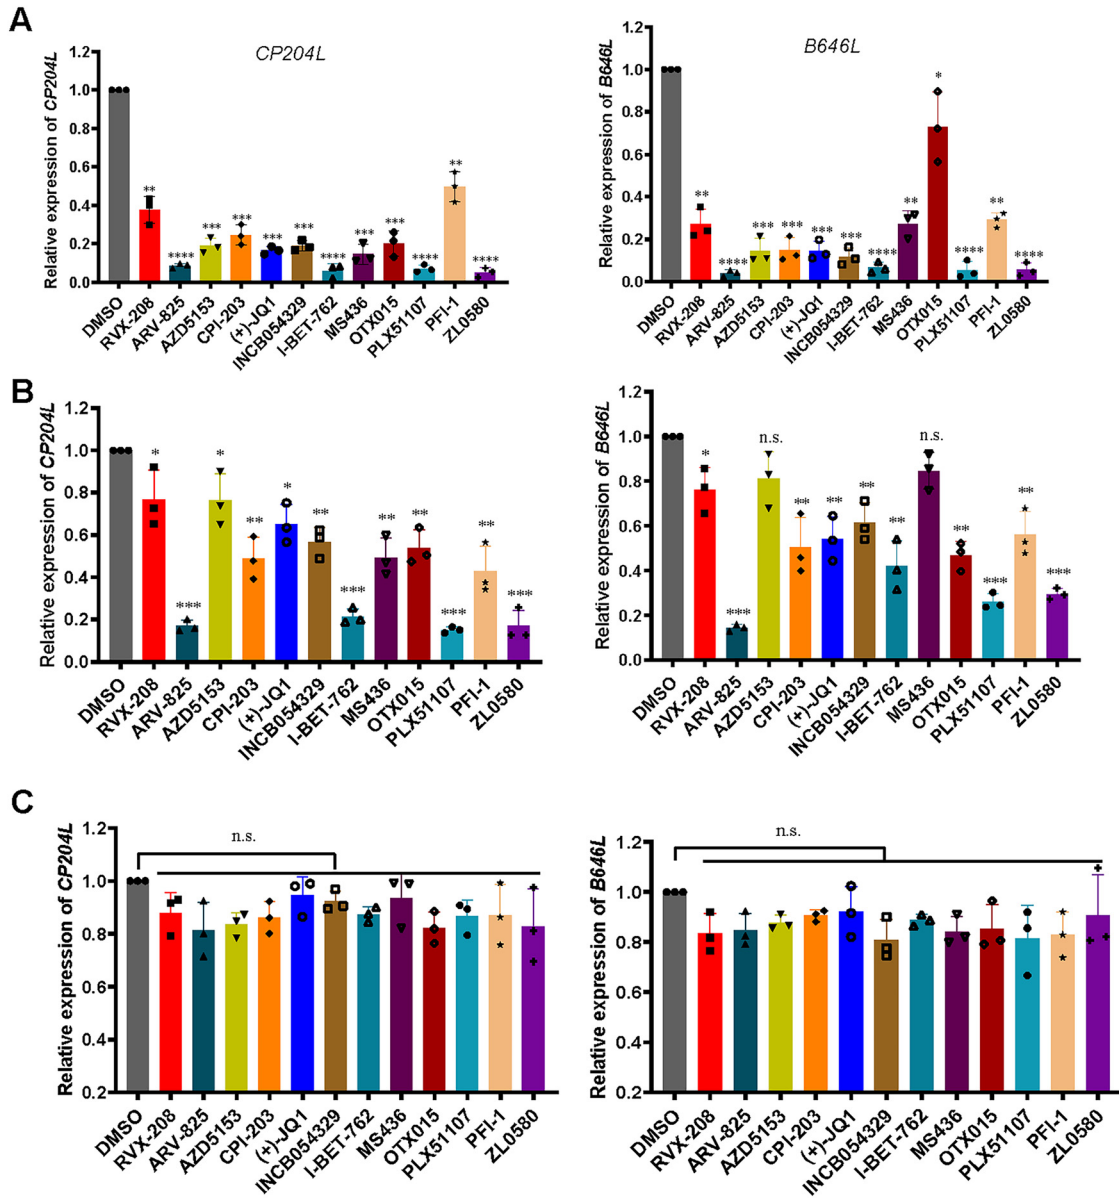 A
CP204L
Relative expression of CP204L
1.2
1.0
0.8
0.6
0.4
0.2
0.0
**
****
***
***
***
***
****
***
***
****
**
****
DMSO
RVX-208
ARV-825
AZD5153
CPI-203
(+)-JQ1
INCB054329
I-BET-762
MS436
OTX015
PLX51107
PFI-1
ZL0580
B646L
Relative expression of B646L
1.2
1.0
0.8
0.6
0.4
0.2
0.0
**
****
***
***
***
***
****
**
*
****
**
****
DMSO
RVX-208
ARV-825
AZD5153
CPI-203
(+)-JQ1
INCB054329
I-BET-762
MS436
OTX015
PLX51107
PFI-1
ZL0580
B
Relative expression of CP204L
1.2
1.0
0.8
0.6
0.4
0.2
0.0
*
***
*
**
*
**
***
**
**
***
**
***
DMSO
RVX-208
ARV-825
AZD5153
CPI-203
(+)-JQ1
INCB054329
I-BET-762
MS436
OTX015
PLX51107
PFI-1
ZL0580
Relative expression of B646L
1.2
1.0
0.8
0.6
0.4
0.2
0.0
*
***
n.s.
**
**
**
**
n.s.
**
***
**
***
DMSO
RVX-208
ARV-825
AZD5153
CPI-203
(+)-JQ1
INCB054329
I-BET-762
MS436
OTX015
PLX51107
PFI-1
ZL0580
C
Relative expression of CP204L
1.2
1.0
0.8
0.6
0.4
0.2
n.s.
DMSO
RVX-208
ARV-825
AZD5153
CPI-203
(+)-JQ1
INCB054329
I-BET-762
MS436
OTX015
PLX51107
PFI-1
ZL0580
Relative expression of B646L
1.2
1.0
0.8
0.6
0.4
0.2
n.s.
DMSO
RVX-208
ARV-825
AZD5153
CPI-203
(+)-JQ1
INCB054329
I-BET-762
MS436
OTX015
PLX51107
PFI-1
ZL0580